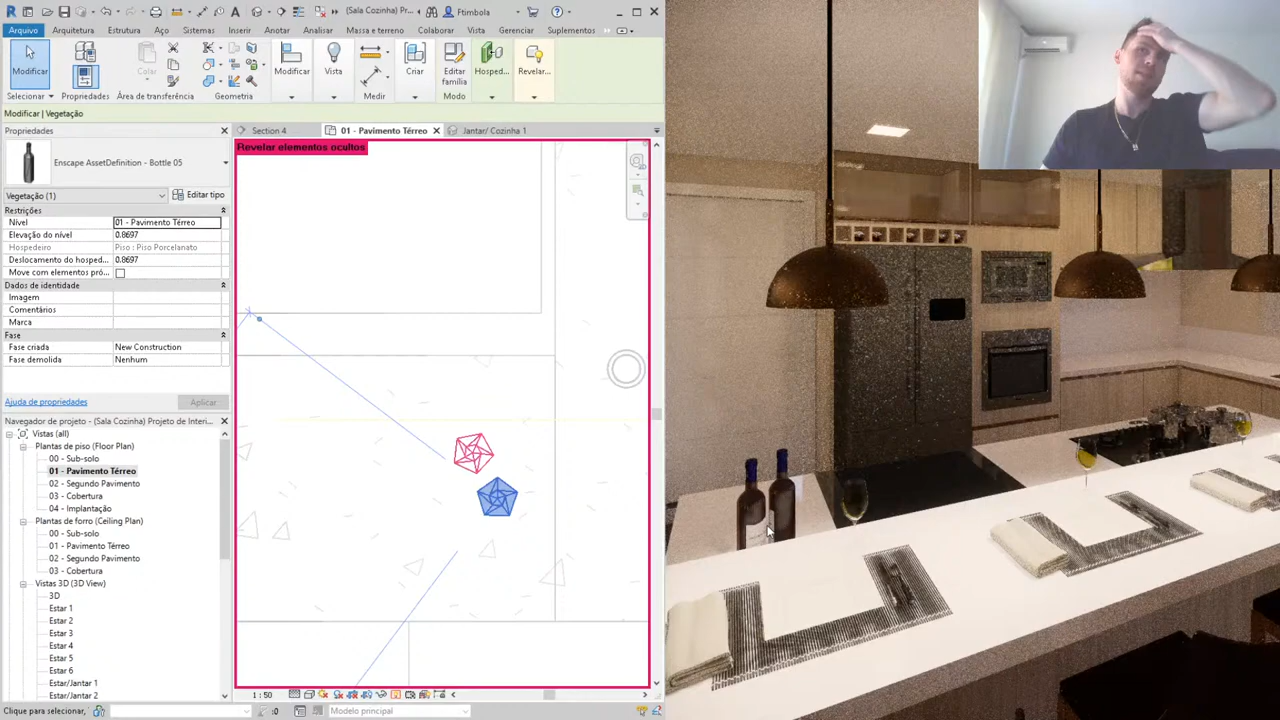 (Sala Cozinha) Pr...
Ftimbola
Arquivo
Arquitetura
Estrutura
Aço
Sistemas
Inserir
Anotar
Analisar
Massa e terreno
Colaborar
Vista
Gerenciar
Suplementos
Modificar
Colar
Modificar
Vista
Criar
Editar
família
Hosped...
Revelar...
Selecionar
Propriedades
Área de transferência
Geometria
Medir
Modo
Modificar | Vegetação
Propriedades
Section 4
01 - Pavimento Térreo
Jantar/ Cozinha 1
Revelar elementos ocultos
Enscape AssetDefinition - Bottle 05
Vegetação (1)
Editar tipo
Restrições
Nível
01 - Pavimento Térreo
Elevação do nível
0.8697
Hospedeiro
Piso : Piso Porcelanato
Deslocamento do hosped...
0.8697
Move com elementos pró...
Dados de identidade
Imagem
Comentários
Marca
Fase
Fase criada
New Construction
Fase demolida
Nenhum
Ajuda de propriedades
Aplicar
Navegador de projeto - (Sala Cozinha) Projeto de Interi...
Vistas (all)
Plantas de piso (Floor Plan)
00 - Sub-solo
01 - Pavimento Térreo
02 - Segundo Pavimento
03 - Cobertura
04 - Implantação
Plantas de forro (Ceiling Plan)
00 - Sub-solo
01 - Pavimento Térreo
02 - Segundo Pavimento
03 - Cobertura
Vistas 3D (3D View)
3D
Estar 1
Estar 2
Estar 3
Estar 4
Estar 5
Estar 6
Estar/Jantar 1
Estar/Jantar 2
1 : 50
Clique para selecionar,
:0
Modelo principal